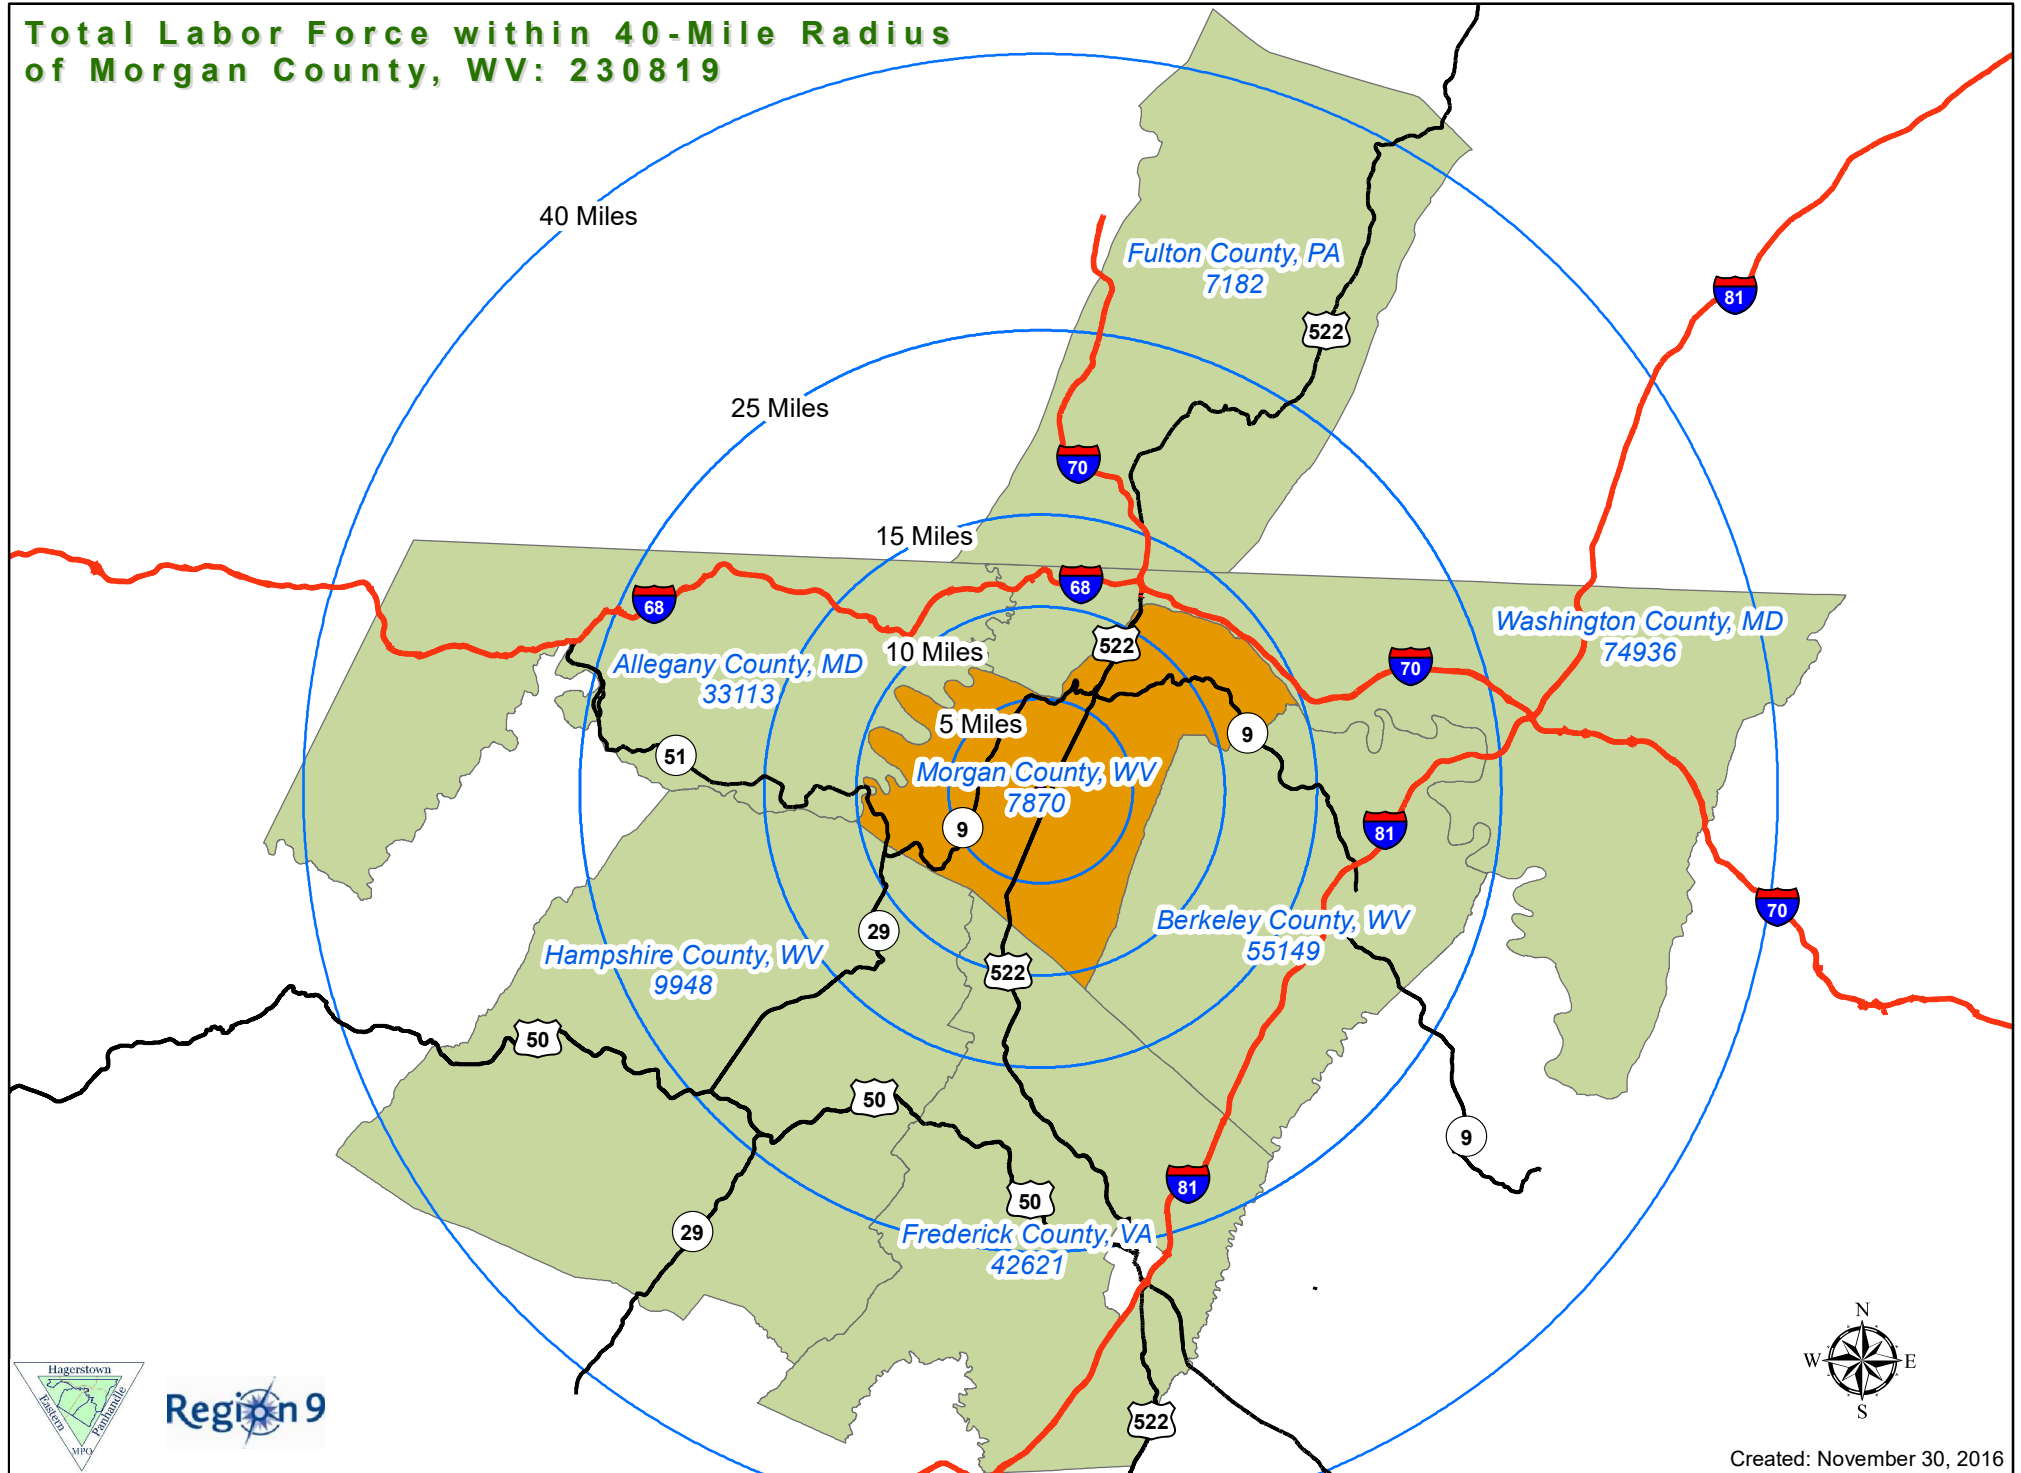 Total Labor Force within 40-Mile Radius
of Morgan County, WV: 230819
40 Miles
Fulton County, PA
7182
81
522
25 Miles
70
15 Miles
68
68
Washington County, MD
74936
522
10 Miles
Allegany County, MD
33113
70
5 Miles
9
51
Morgan County, WV
7870
9
81
70
Berkeley County, WV
55149
29
Hampshire County, WV
9948
522
50
50
9
81
50
29
Frederick County, VA
42621
N
W E
S
522
Hagerstown
Eastern
Panhandle
MPO
Region 9
Created: November 30, 2016